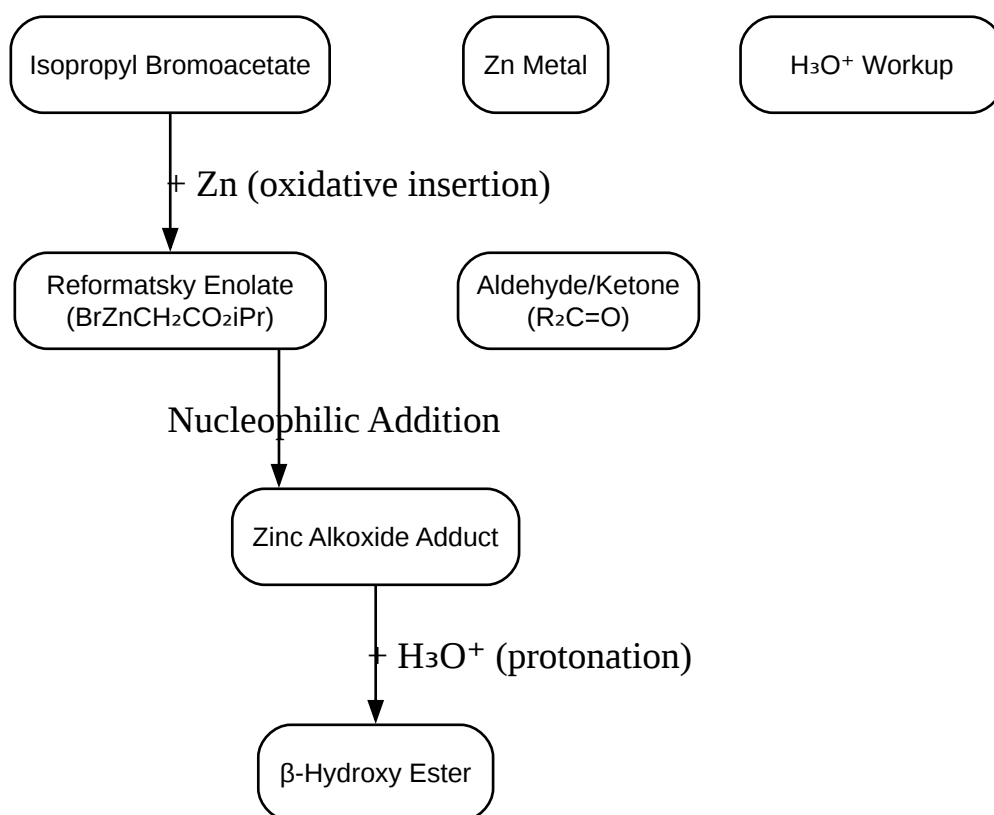 Isopropyl Bromoacetate
Zn Metal
H₃O⁺ Workup
+ Zn (oxidative insertion)
Reformatsky Enolate
(BrZnCH₂CO₂iPr)
Aldehyde/Ketone
(R₂C=O)
Nucleophilic Addition
Zinc Alkoxide Adduct
+ H₃O⁺ (protonation)
β-Hydroxy Ester